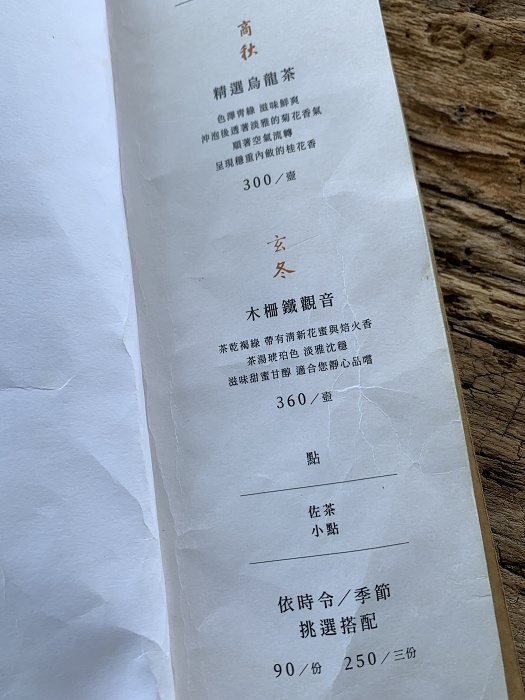 商
秋
精選烏龍茶
色澤青綠 滋味鮮爽
沖泡後透著淡雅的菊花香氣
順著空氣流轉
呈現穩重內斂的桂花香
300／壺
玄
冬
木柵鐵觀音
茶乾褐綠 帶有清新花蜜與焙火香
茶湯琥珀色 淡雅沈穩
滋味甜蜜甘醇 適合您靜心品嚐
360／壺
點
佐茶
小點
依時令／季節
挑選搭配
90／份 250／三份